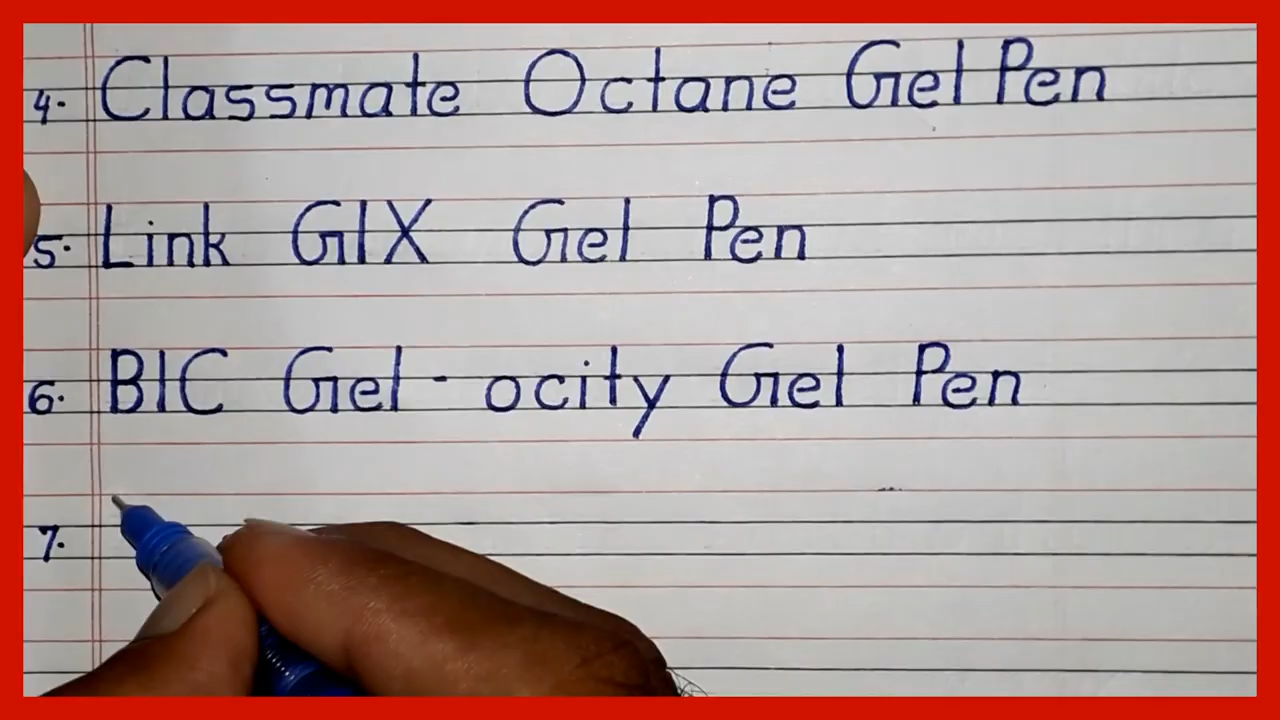 4. Classmate Octane Gel Pen
5. Link GIX Gel Pen
6. BIC Gel-ocity Gel Pen
7.